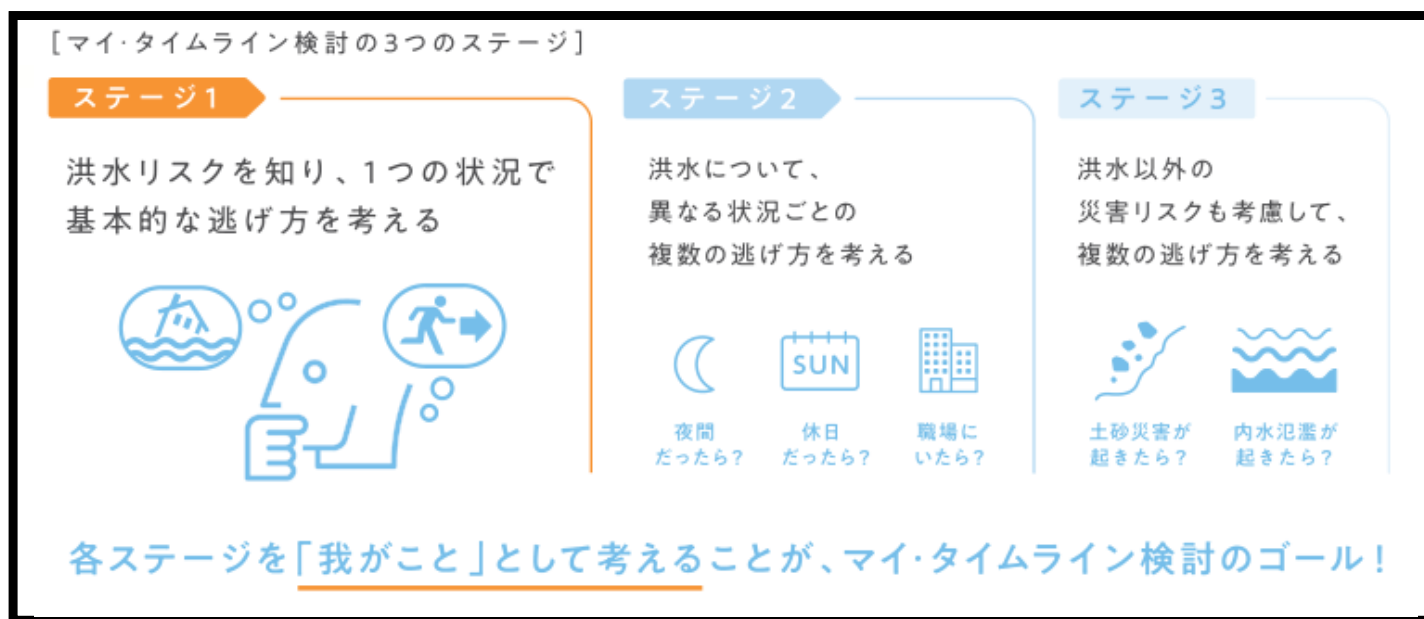 [マイ・タイムライン検討の3つのステージ]
ステージ1
洪水リスクを知り、1つの状況で
基本的な逃げ方を考える
ステージ2
洪水について、
異なる状況ごとの
複数の逃げ方を考える
SUN
夜間
だったら?
休日
だったら?
職場に
いたら?
ステージ3
洪水以外の
災害リスクも考慮して、
複数の逃げ方を考える
土砂災害が
起きたら?
内水氾濫が
起きたら?
各ステージを「我がこと」として考えることが、マイ・タイムライン検討のゴール!